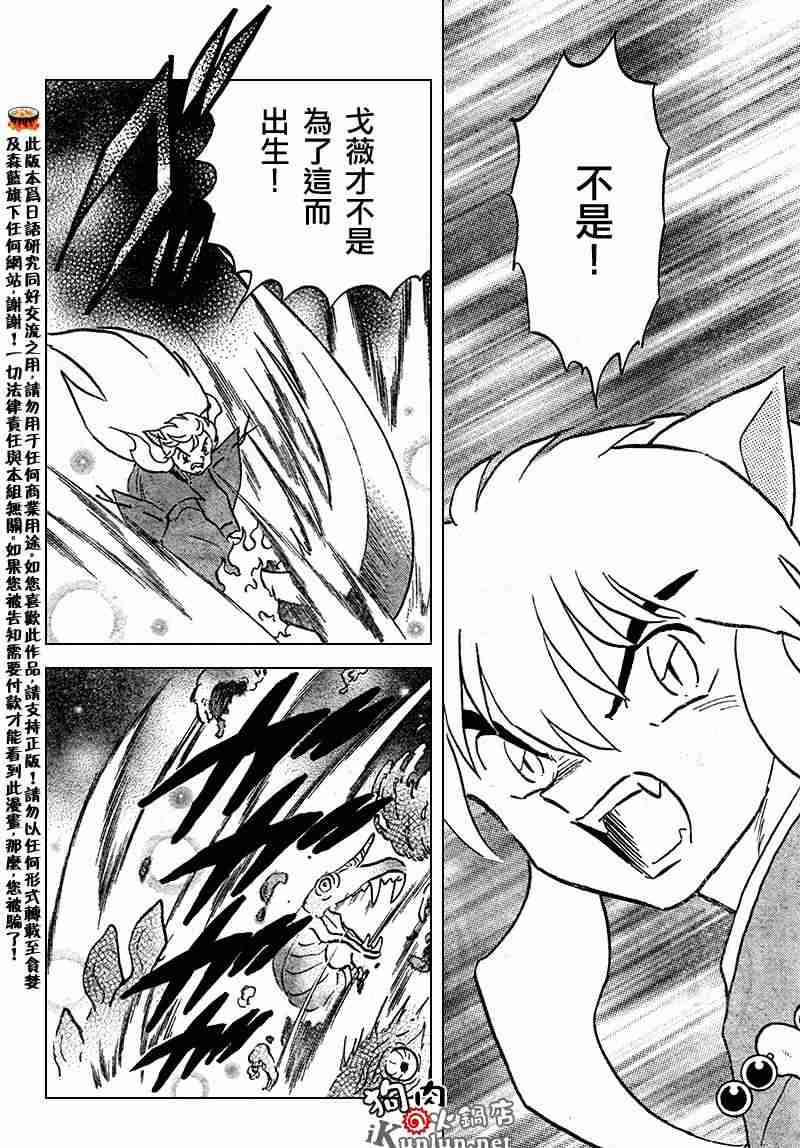 不是！
戈薇才不是
為了這而
出生！
此版本爲日語研究同好交流之用，請勿用于任何商業用途。如您喜歡此作品，請支持正版！請勿以任何形式轉載至貪婪
及森藍旗下任何網站，謝謝！一切法律責任與本組無關。如果您被告知需要付款才能看到此漫畫，那麼，您被騙了！
狗肉
火鍋店
iKunlun.net